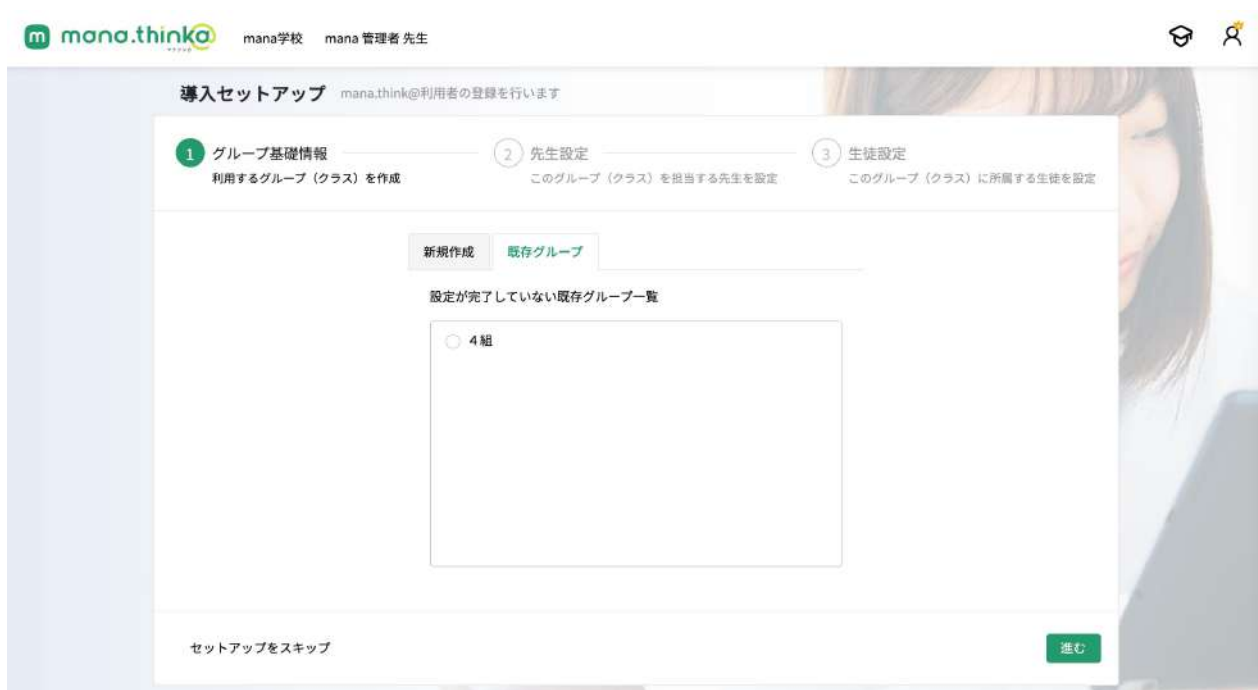 m mana.think@ mana学校 mana 管理者 先生
導入セットアップ mana.think@利用者の登録を行います
1 グループ基礎情報 2 先生設定 3 生徒設定
利用するグループ（クラス）を作成 このグループ（クラス）を担当する先生を設定 このグループ（クラス）に所属する生徒を設定
新規作成 既存グループ
設定が完了していない既存グループ一覧
４組
セットアップをスキップ 進む